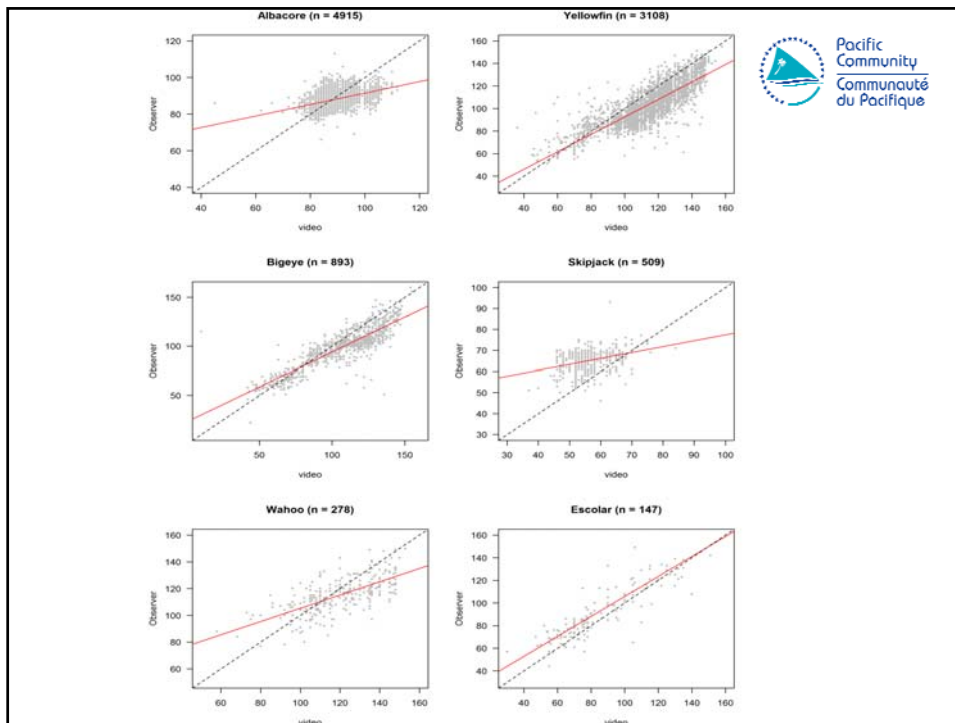 Albacore (n = 4915)
120
100
80
60
40
Observer
40 60 80 100 120
video
Yellowfin (n = 3108)
160
140
120
100
80
60
40
Observer
40 60 80 100 120 140 160
video
Pacific
Community
Communauté
du Pacifique
Bigeye (n = 893)
150
100
50
Observer
50 100 150
video
Skipjack (n = 509)
100
90
80
70
60
50
40
30
Observer
30 40 50 60 70 80 90 100
video
Wahoo (n = 278)
160
140
120
100
80
60
Observer
60 80 100 120 140 160
video
Escolar (n = 147)
160
140
120
100
80
60
40
Observer
40 60 80 100 120 140 160
video